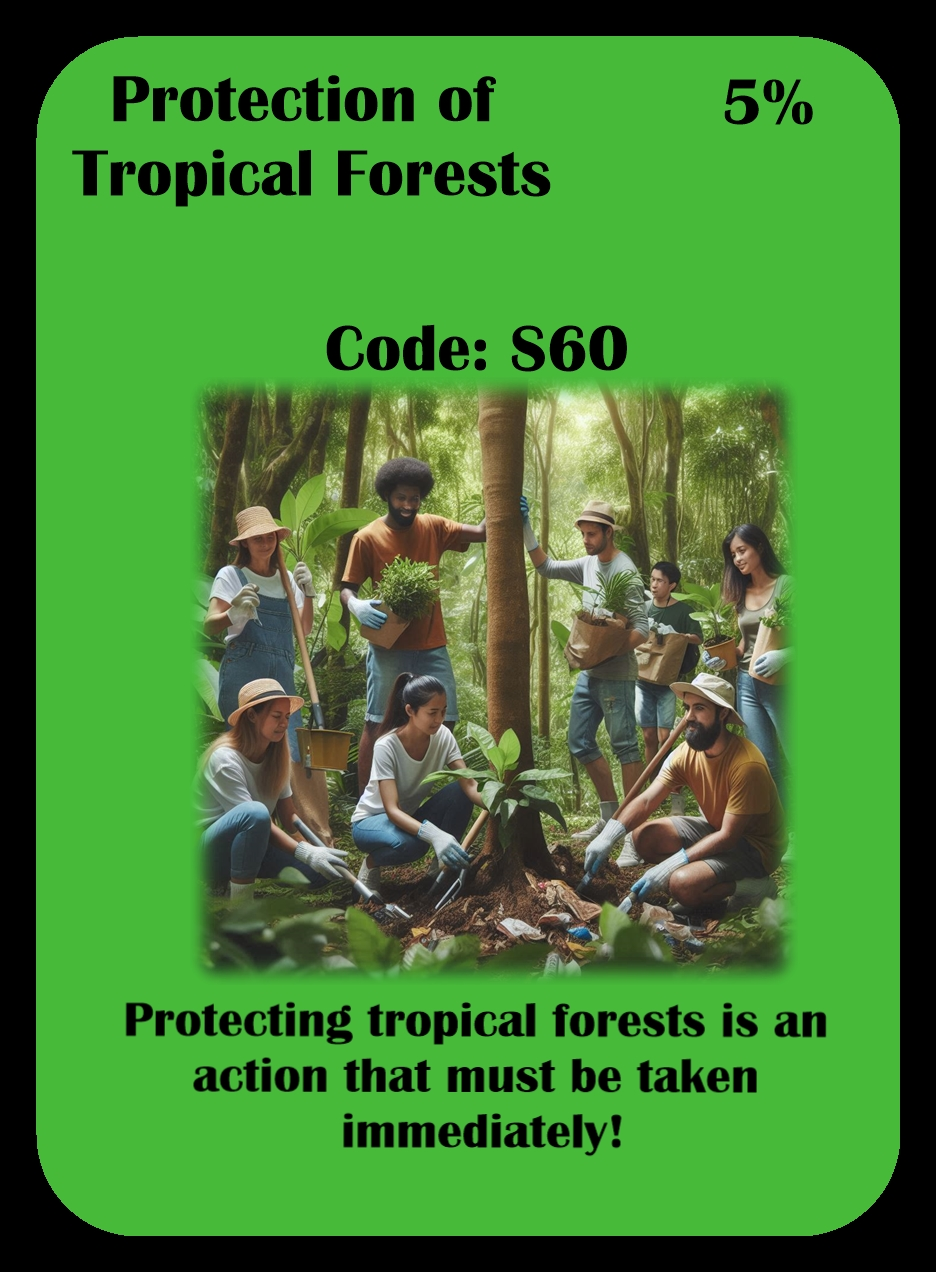 Protection of
Tropical Forests
5%
Code: S60
Protecting tropical forests is an
action that must be taken
immediately!